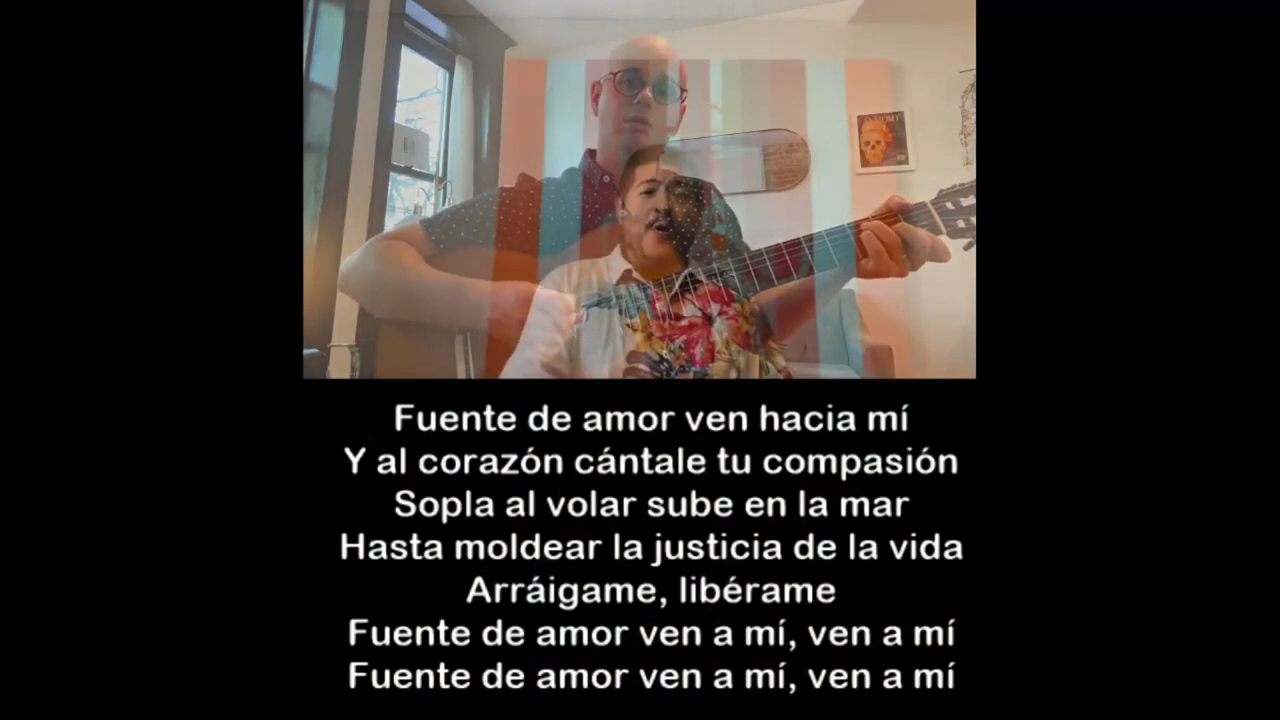 Fuente de amor ven hacia mí
Y al corazón cántale tu compasión
Sopla al volar sube en la mar
Hasta moldear la justicia de la vida
Arráigame, libérame
Fuente de amor ven a mí, ven a mí
Fuente de amor ven a mí, ven a mí